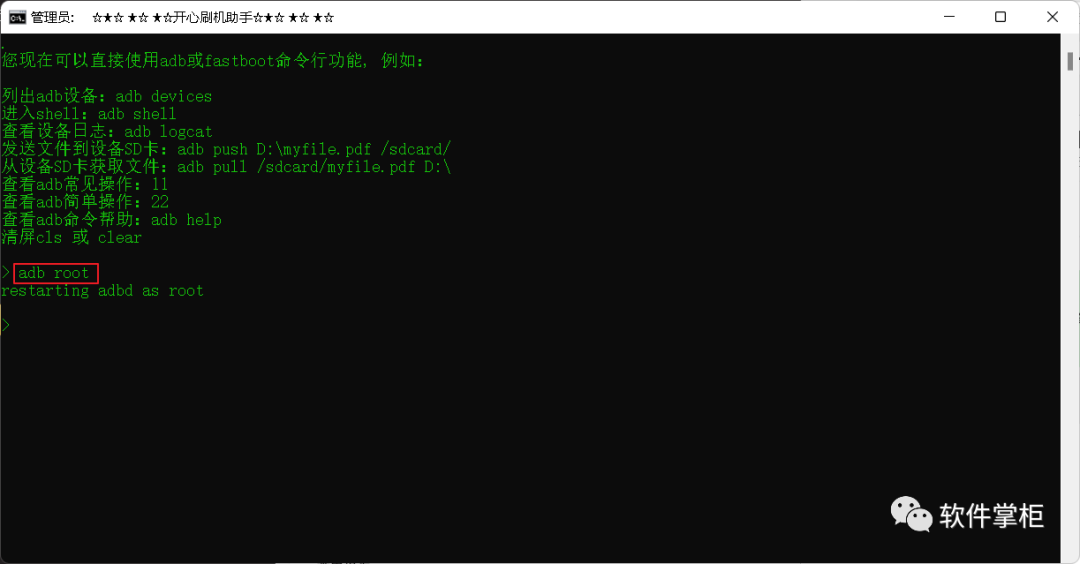 管理员: ☆★☆ ★☆ ★☆开心刷机助手☆★☆ ★☆ ★☆
您现在可以直接使用adb或fastboot命令行功能, 例如:
列出adb设备: adb devices
进入shell: adb shell
查看设备日志: adb logcat
发送文件到设备SD卡: adb push D:\myfile.pdf /sdcard/
从设备SD卡获取文件: adb pull /sdcard/myfile.pdf D:\
查看adb常见操作: 11
查看adb简单操作: 22
查看adb命令帮助: adb help
清屏cls 或 clear
>adb root
restarting adbd as root
>
软件掌柜